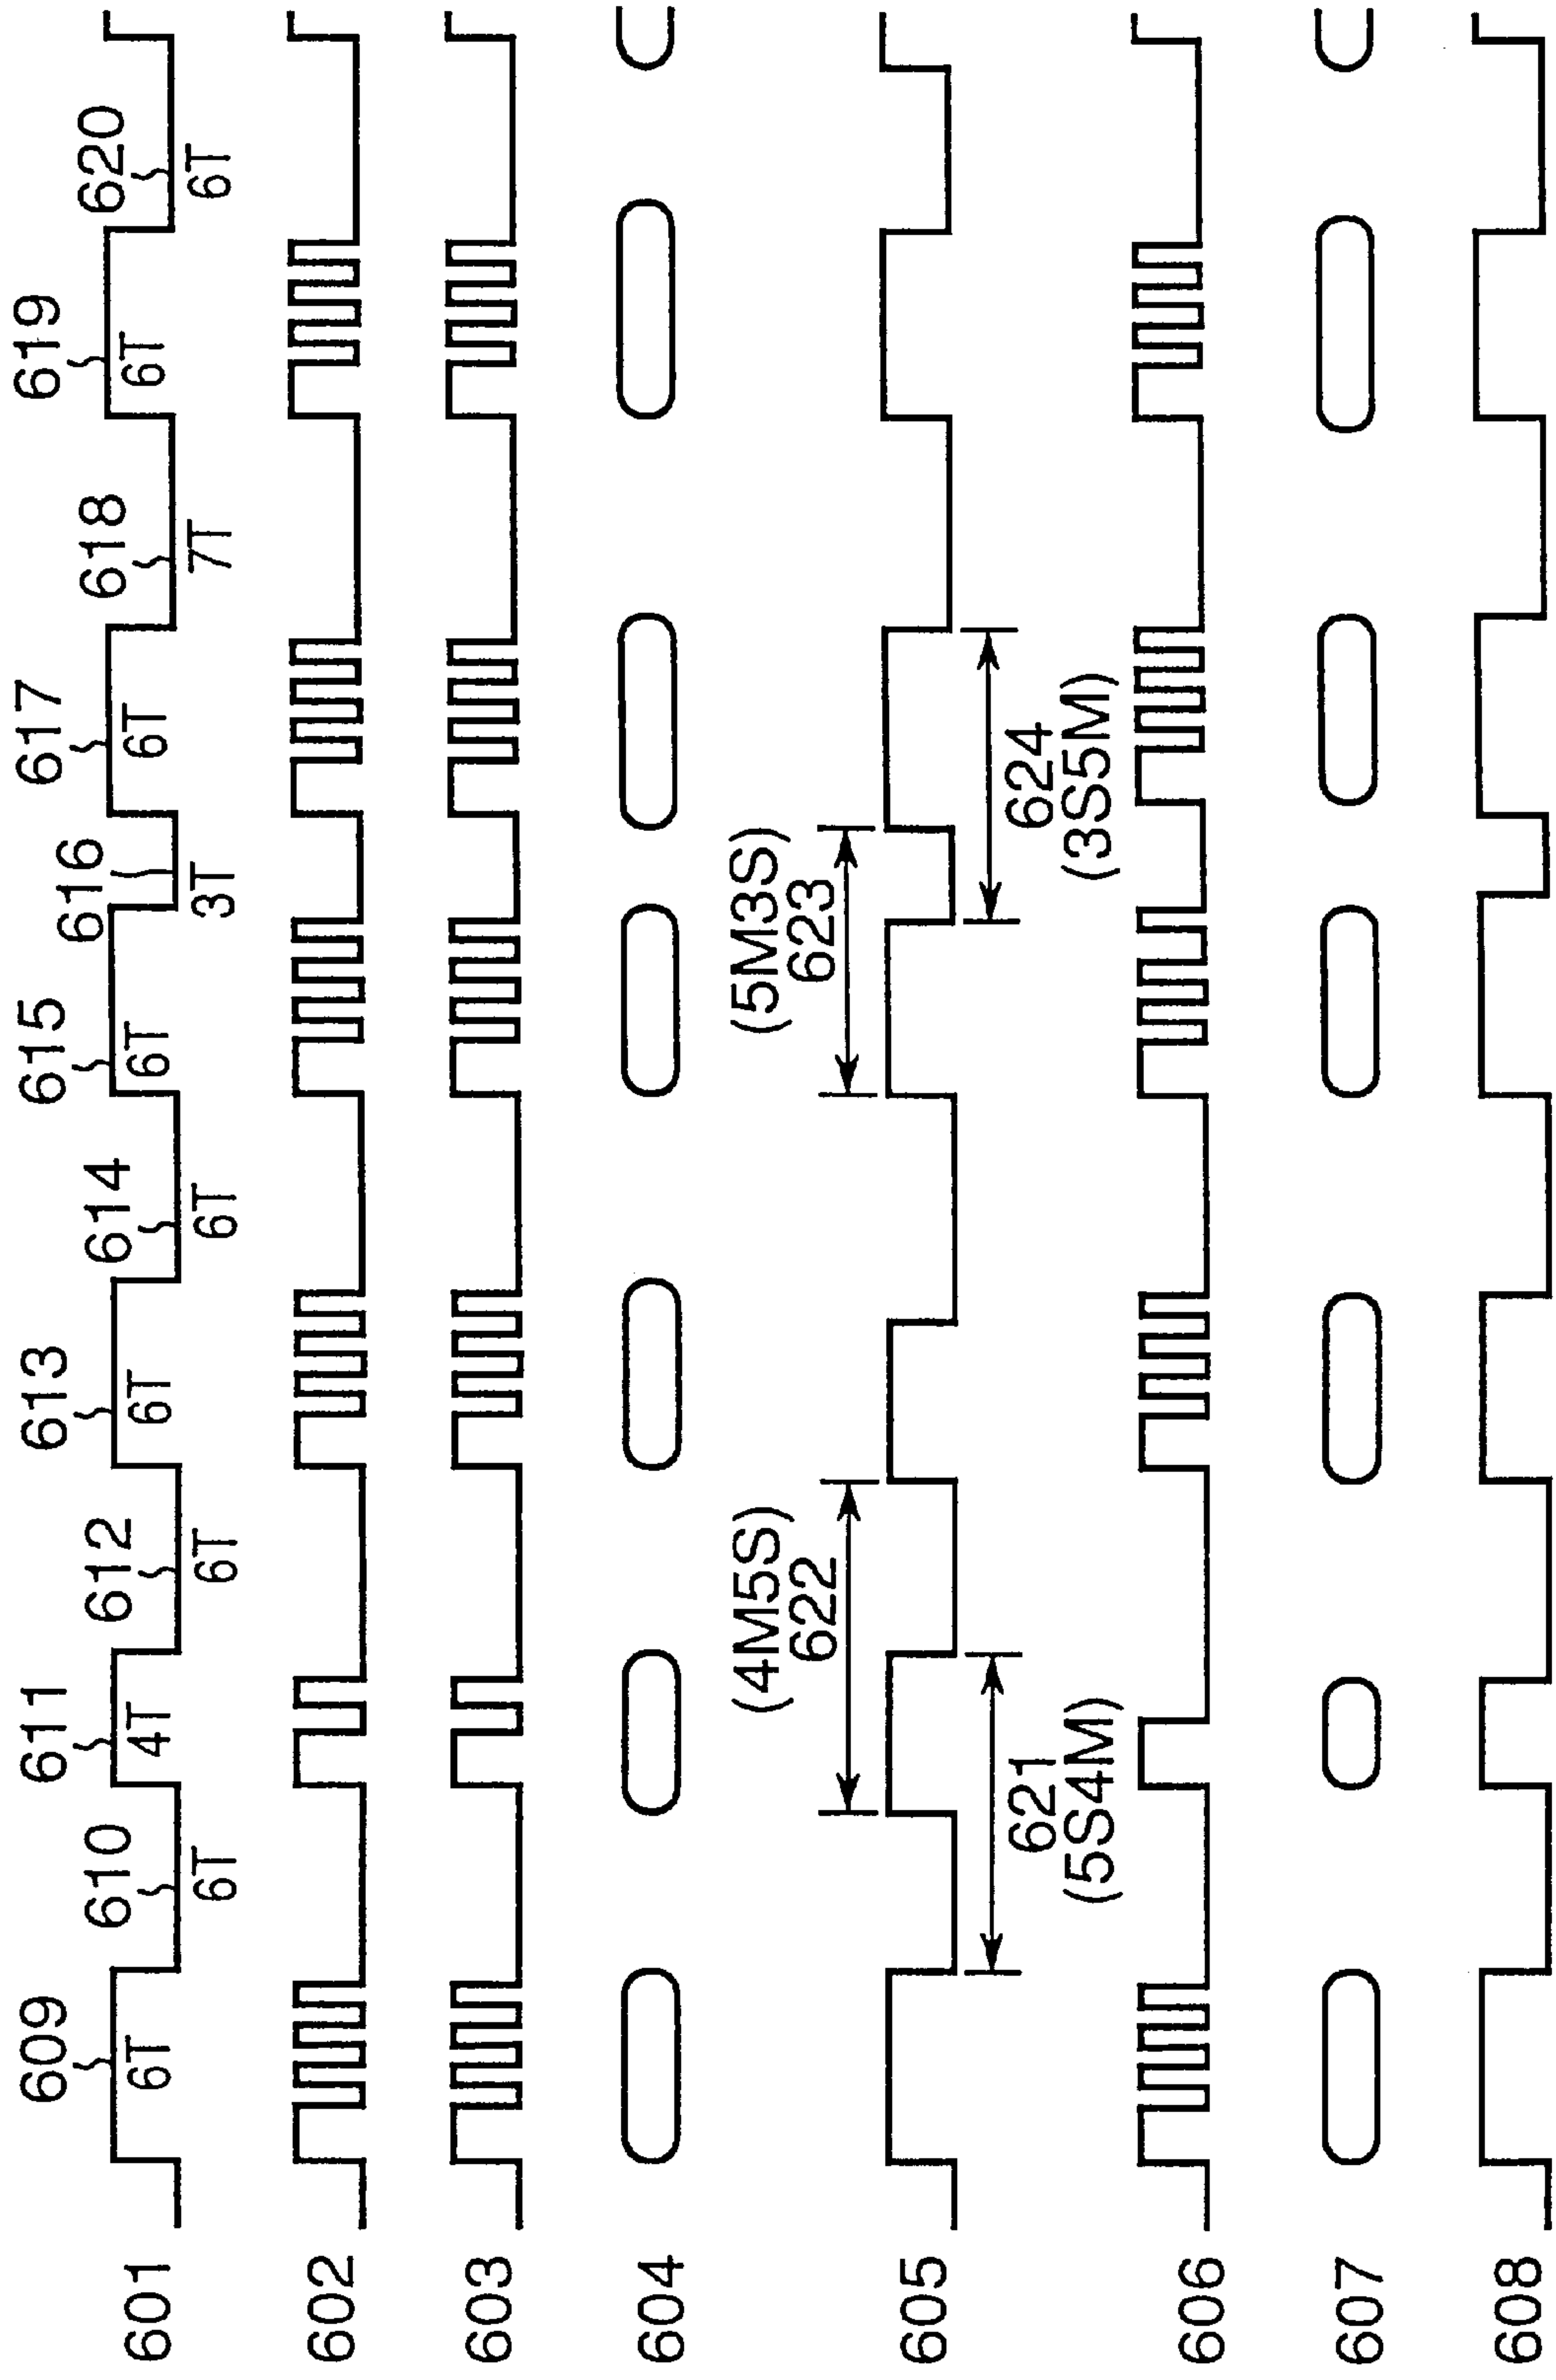 609 611 613 615 617 619
610 612 614 616 618 620
601
6T 4T 6T 6T 6T 6T
6T 6T 6T 3T 7T 6T
602
603
604
(4M5S) (5M3S)
622 623
605
621 624
(5S4M) (3S5M)
606
607
608